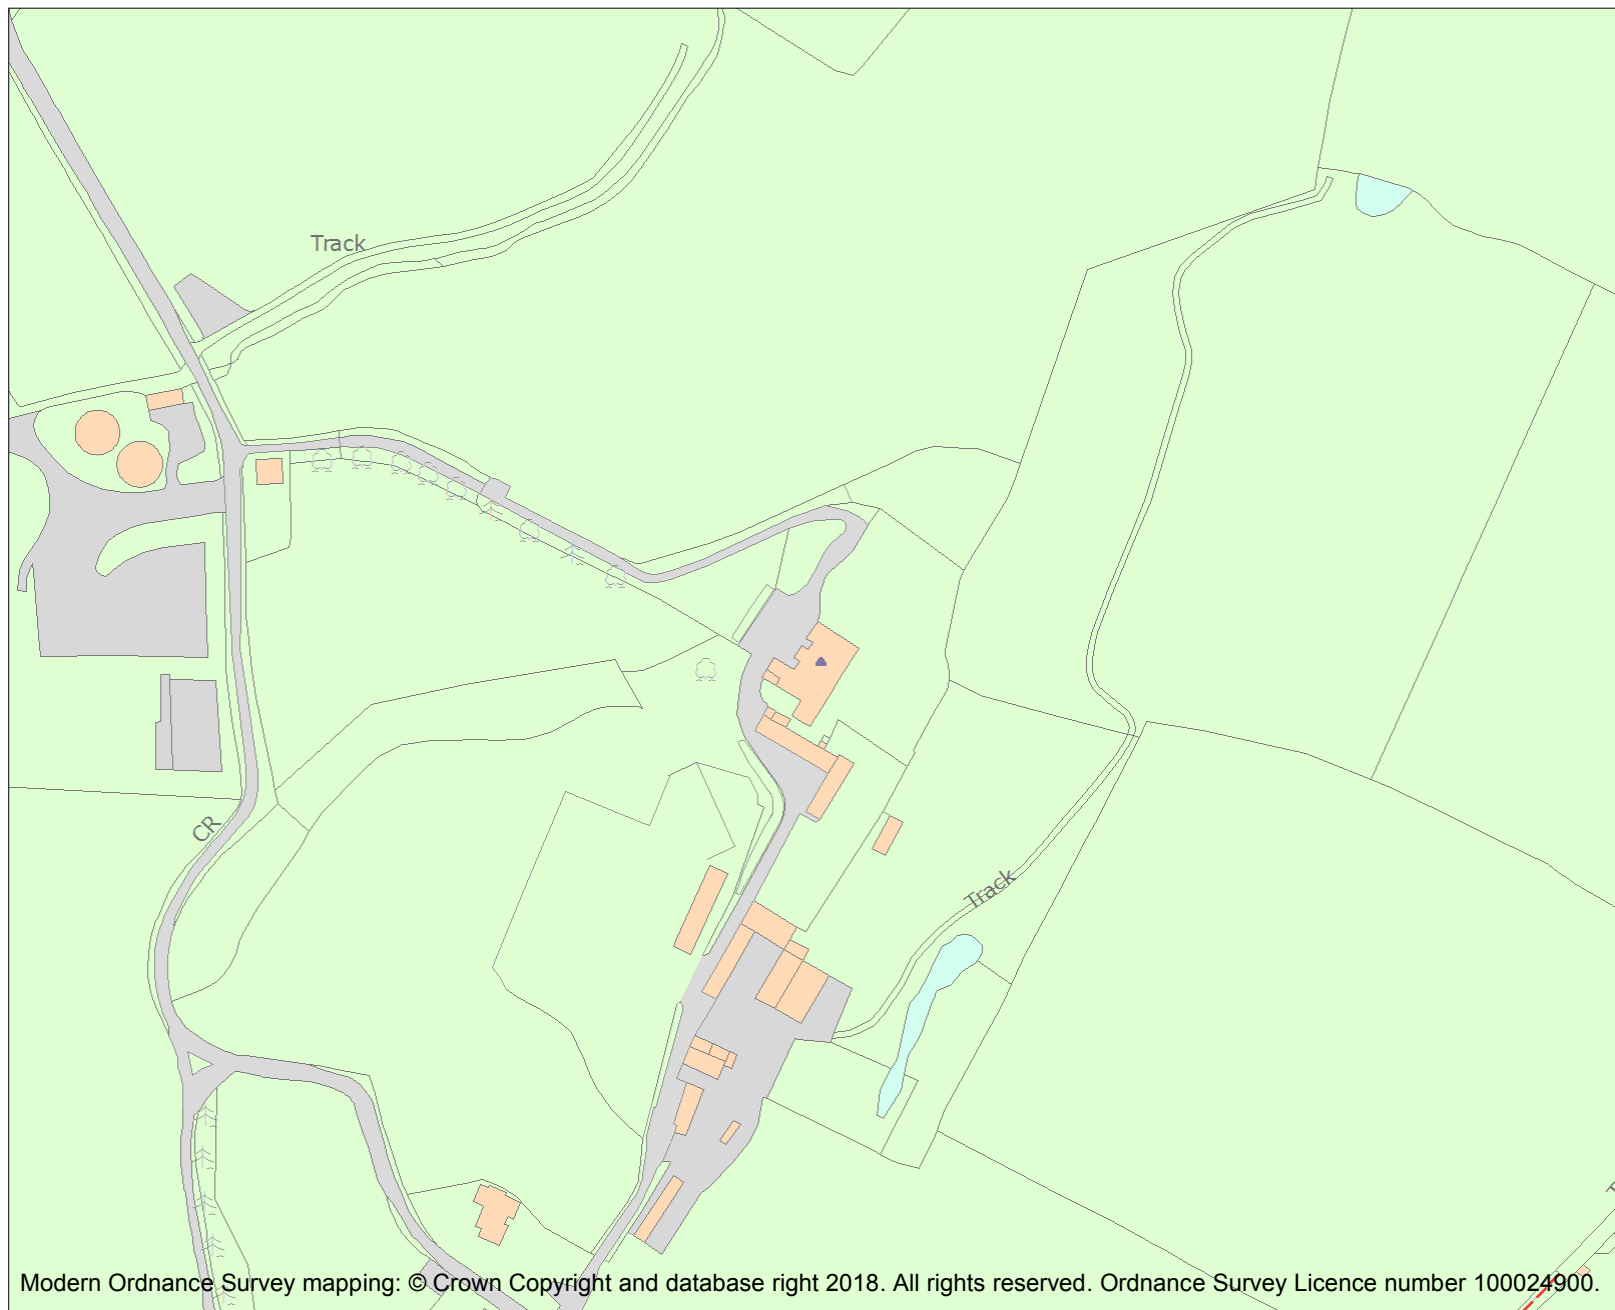 Track
CR
Track
Modern Ordnance Survey mapping: © Crown Copyright and database right 2018. All rights reserved. Ordnance Survey Licence number 100024900.